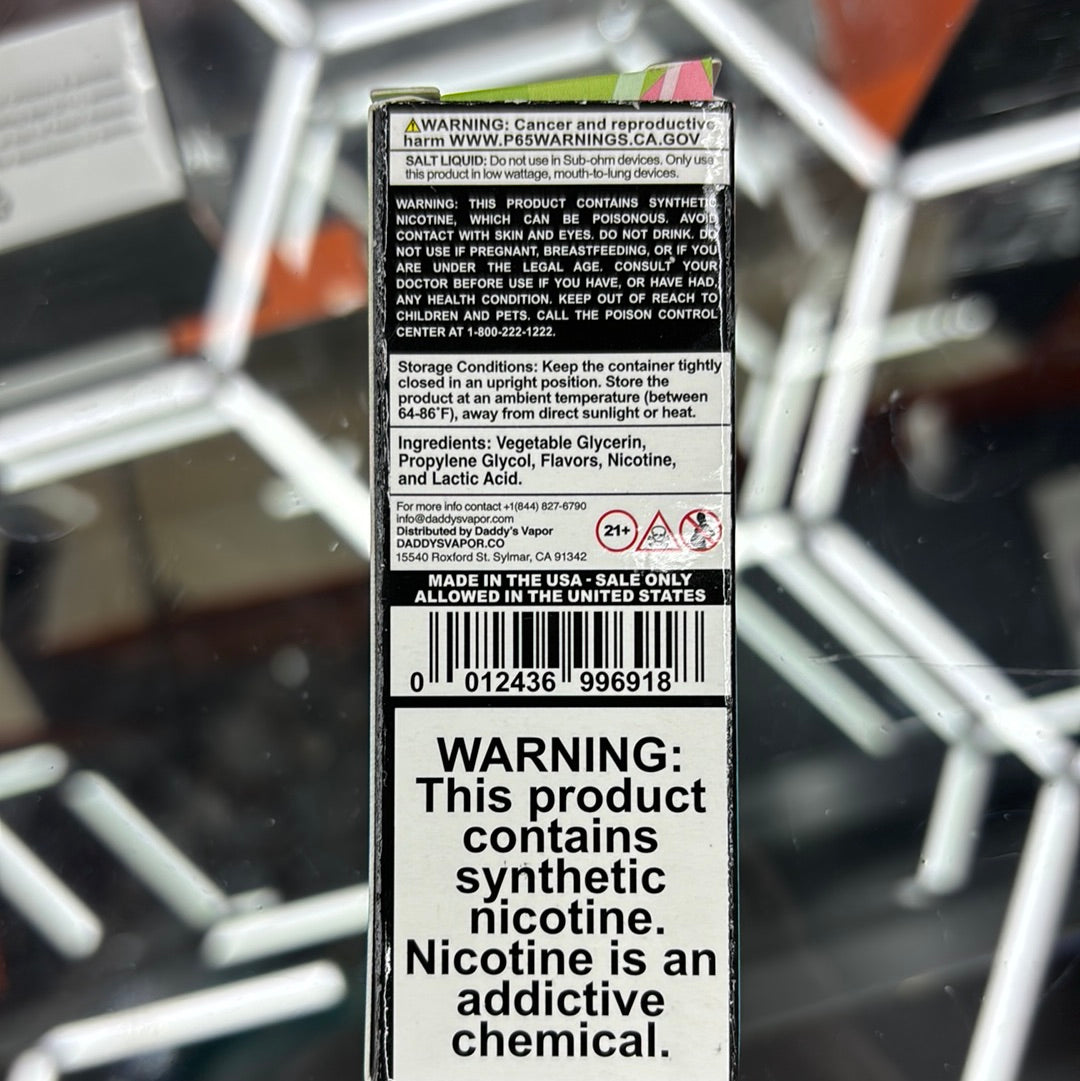 WARNING: Cancer and reproductive
harm WWW.P65WARNINGS.CA.GOV
SALT LIQUID: Do not use in Sub-ohm devices. Only use
this product in low wattage, mouth-to-lung devices.
WARNING: THIS PRODUCT CONTAINS SYNTHETIC
NICOTINE, WHICH CAN BE POISONOUS. AVOID
CONTACT WITH SKIN AND EYES. DO NOT DRINK. DO
NOT USE IF PREGNANT, BREASTFEEDING, OR IF YOU
ARE UNDER THE LEGAL AGE. CONSULT YOUR
DOCTOR BEFORE USE IF YOU HAVE, OR HAVE HAD,
ANY HEALTH CONDITION. KEEP OUT OF REACH TO
CHILDREN AND PETS. CALL THE POISON CONTROL
CENTER AT 1-800-222-1222.
Storage Conditions: Keep the container tightly
closed in an upright position. Store the
product at an ambient temperature (between
64-86°F), away from direct sunlight or heat.
Ingredients: Vegetable Glycerin,
Propylene Glycol, Flavors, Nicotine,
and Lactic Acid.
For more info contact +1(844) 827-6790
info@daddysvapor.com
Distributed by Daddy's Vapor
DADDYSVAPOR.CO
15540 Roxford St. Sylmar, CA 91342
21+
MADE IN THE USA - SALE ONLY
ALLOWED IN THE UNITED STATES
0 012436 996918
WARNING:
This product
contains
synthetic
nicotine.
Nicotine is an
addictive
chemical.